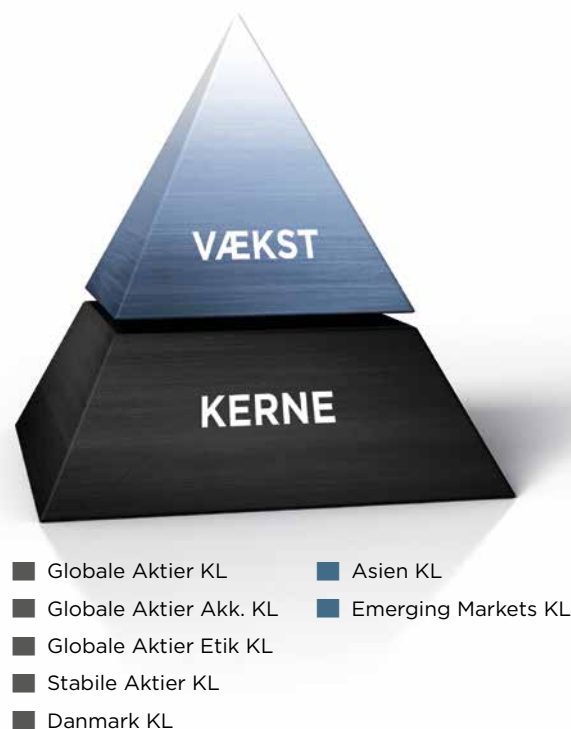 VÆKST
KERNE
Globale Aktier KL
Globale Aktier Akk. KL
Globale Aktier Etik KL
Stabile Aktier KL
Danmark KL
Asien KL
Emerging Markets KL